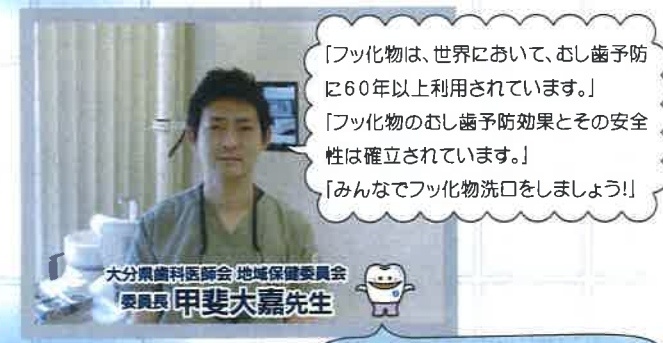 「フッ化物は、世界において、むし歯予防
に60年以上利用されています。」
「フッ化物のむし歯予防効果とその安全
性は確立されています。」
「みんなでフッ化物洗口をしましょう!」
大分県歯科医師会 地域保健委員会
委員長 甲斐大嘉先生